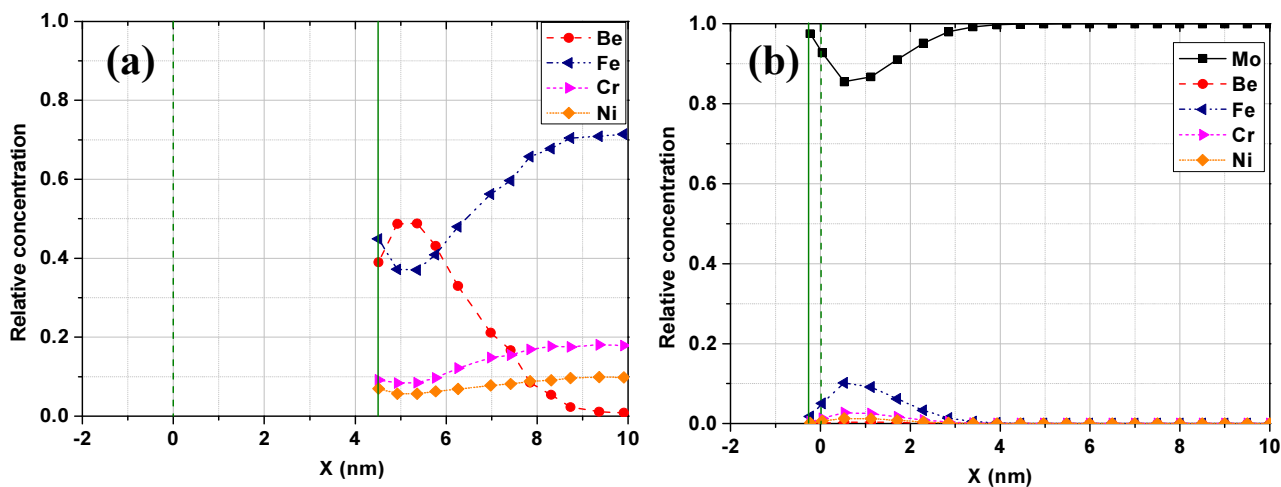 (a)
Be
Fe
Cr
Ni
1.0
0.8
0.6
0.4
0.2
0.0
Relative concentration
-2 0 2 4 6 8 10
X (nm)
(b)
Mo
Be
Fe
Cr
Ni
1.0
0.8
0.6
0.4
0.2
0.0
Relative concentration
-2 0 2 4 6 8 10
X (nm)